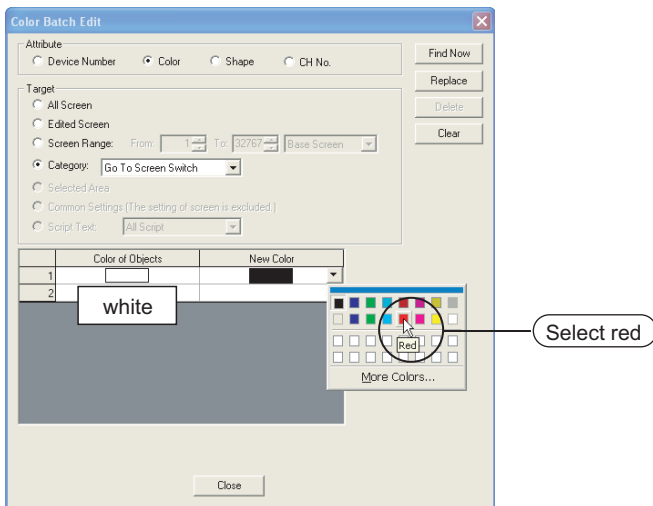 Color Batch Edit
Attribute
Device Number Color Shape CH No.
Find Now
Replace
Delete
Clear
Target
All Screen
Edited Screen
Screen Range: From: 1 To: 32767 Base Screen
Category: Go To Screen Switch
Selected Area
Common Settings (The setting of screen is excluded.)
Script Text: All Script
Color of Objects New Color
1
2
white
Red
Select red
More Colors...
Close